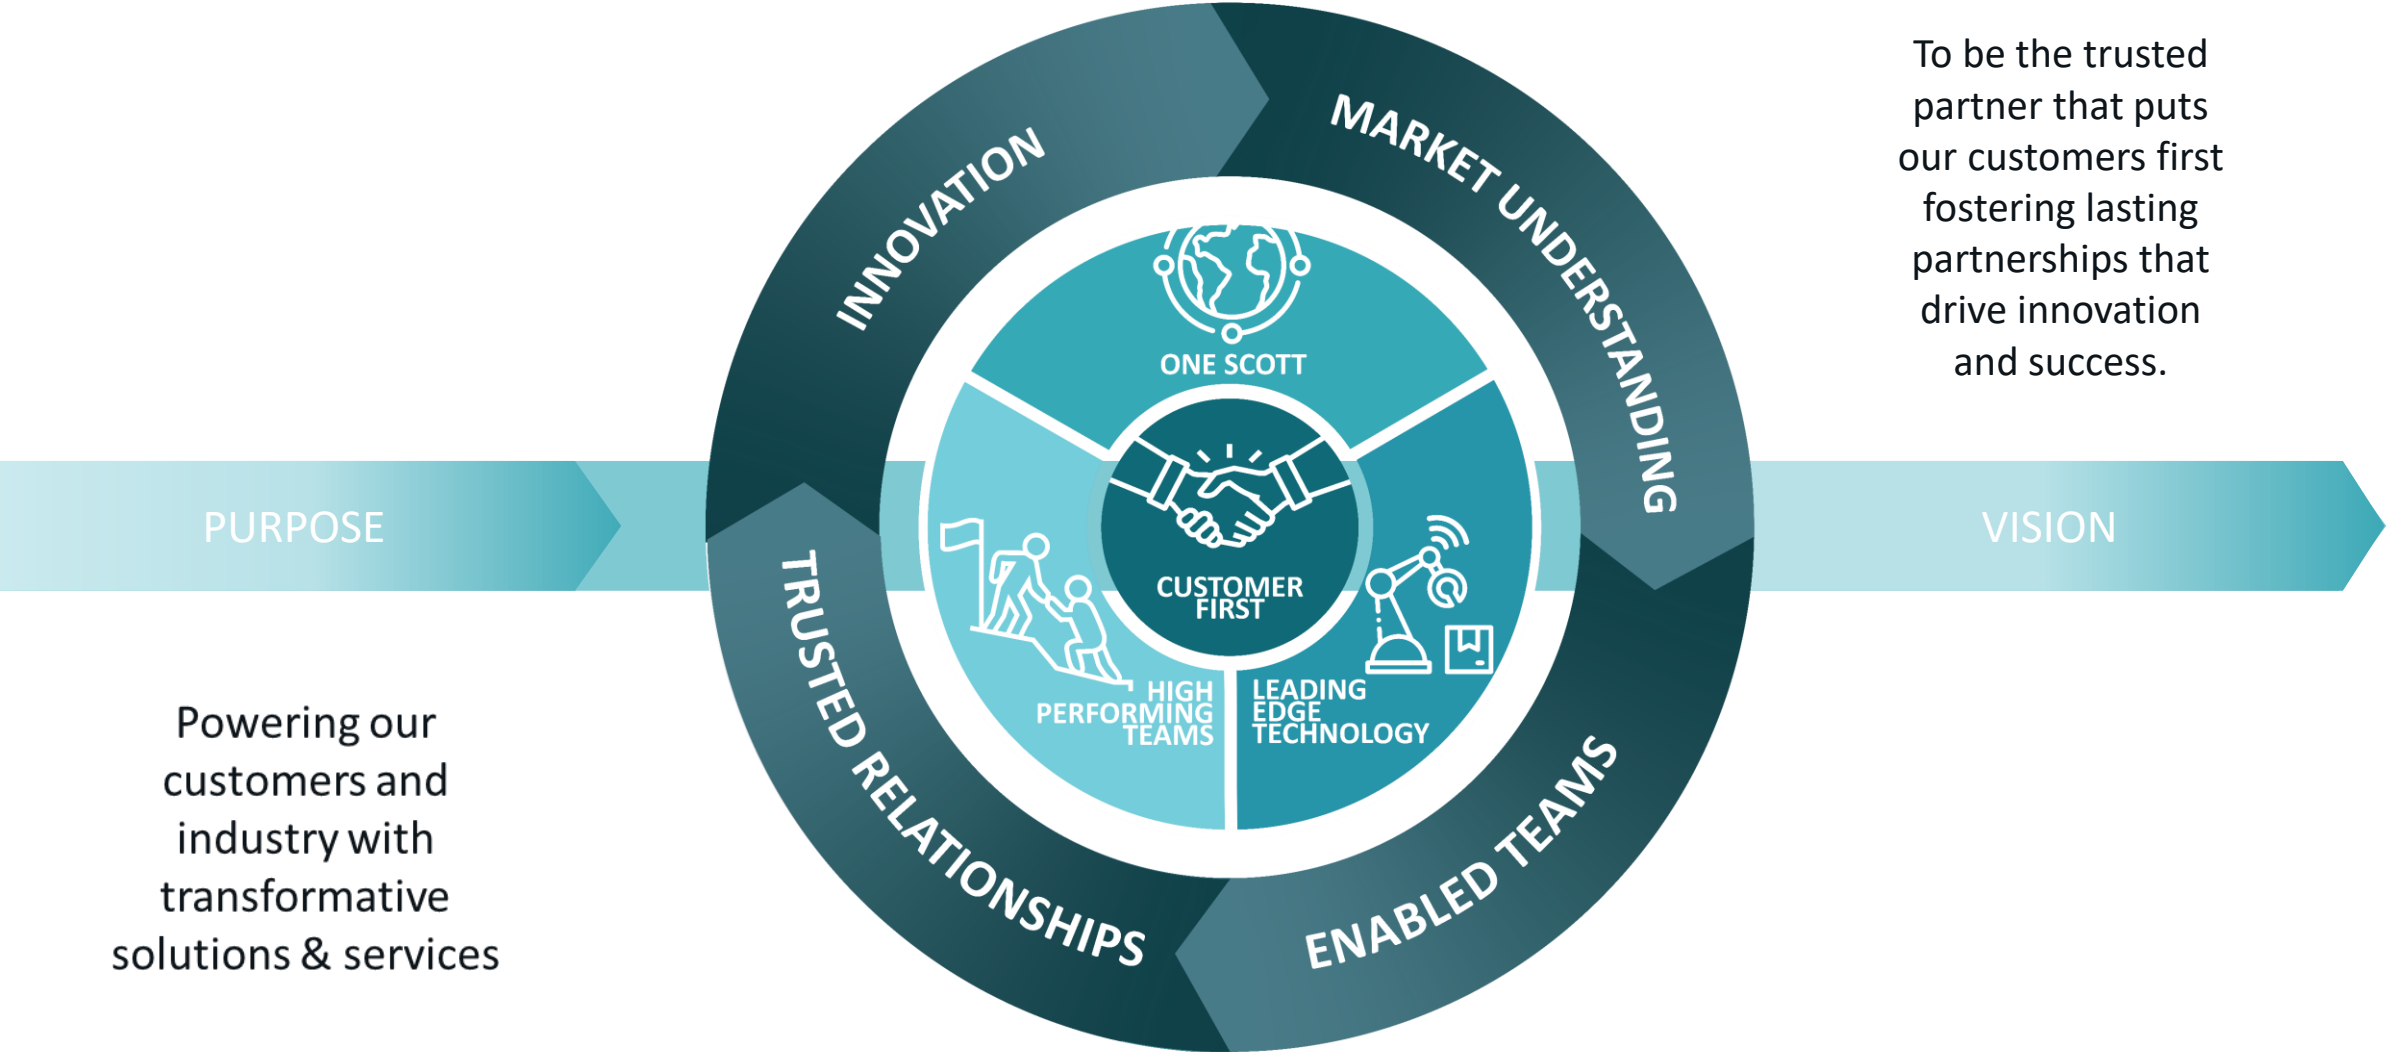 PURPOSE
Powering our
customers and
industry with
transformative
solutions & services
INNOVATION
MARKET UNDERSTANDING
ENABLED TEAMS
TRUSTED RELATIONSHIPS
ONE SCOTT
CUSTOMER
FIRST
HIGH
PERFORMING
TEAMS
LEADING
EDGE
TECHNOLOGY
To be the trusted
partner that puts
our customers first
fostering lasting
partnerships that
drive innovation
and success.
VISION